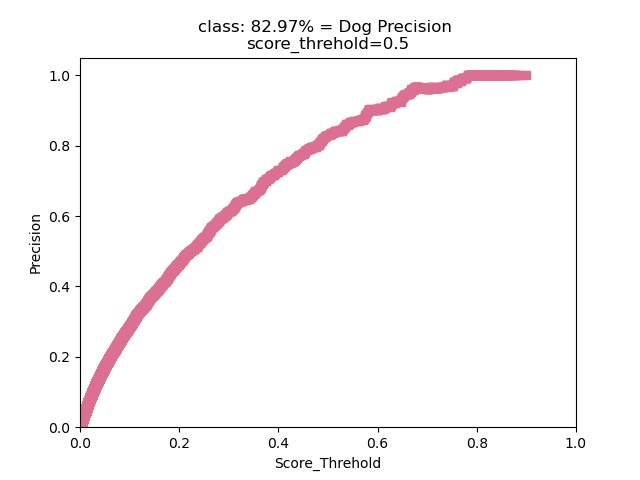 class: 82.97% = Dog Precision
score_threhold=0.5
Precision
1.0
0.8
0.6
0.4
0.2
0.0
0.0 0.2 0.4 0.6 0.8 1.0
Score_Threhold